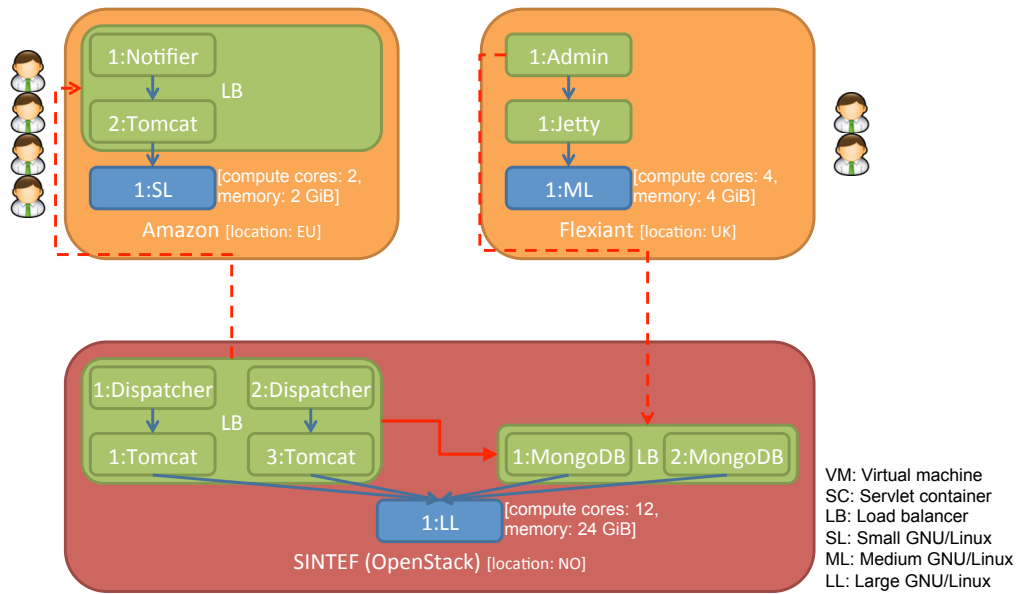 1:Notifier
LB
2:Tomcat
1:SL
[compute cores: 2,
memory: 2 GiB]
Amazon [location: EU]
1:Admin
1:Jetty
1:ML
[compute cores: 4,
memory: 4 GiB]
Flexiant [location: UK]
1:Dispatcher
2:Dispatcher
LB
1:Tomcat
3:Tomcat
1:MongoDB
LB
2:MongoDB
1:LL
[compute cores: 12,
memory: 24 GiB]
SINTEF (OpenStack) [location: NO]
VM: Virtual machine
SC: Servlet container
LB: Load balancer
SL: Small GNU/Linux
ML: Medium GNU/Linux
LL: Large GNU/Linux